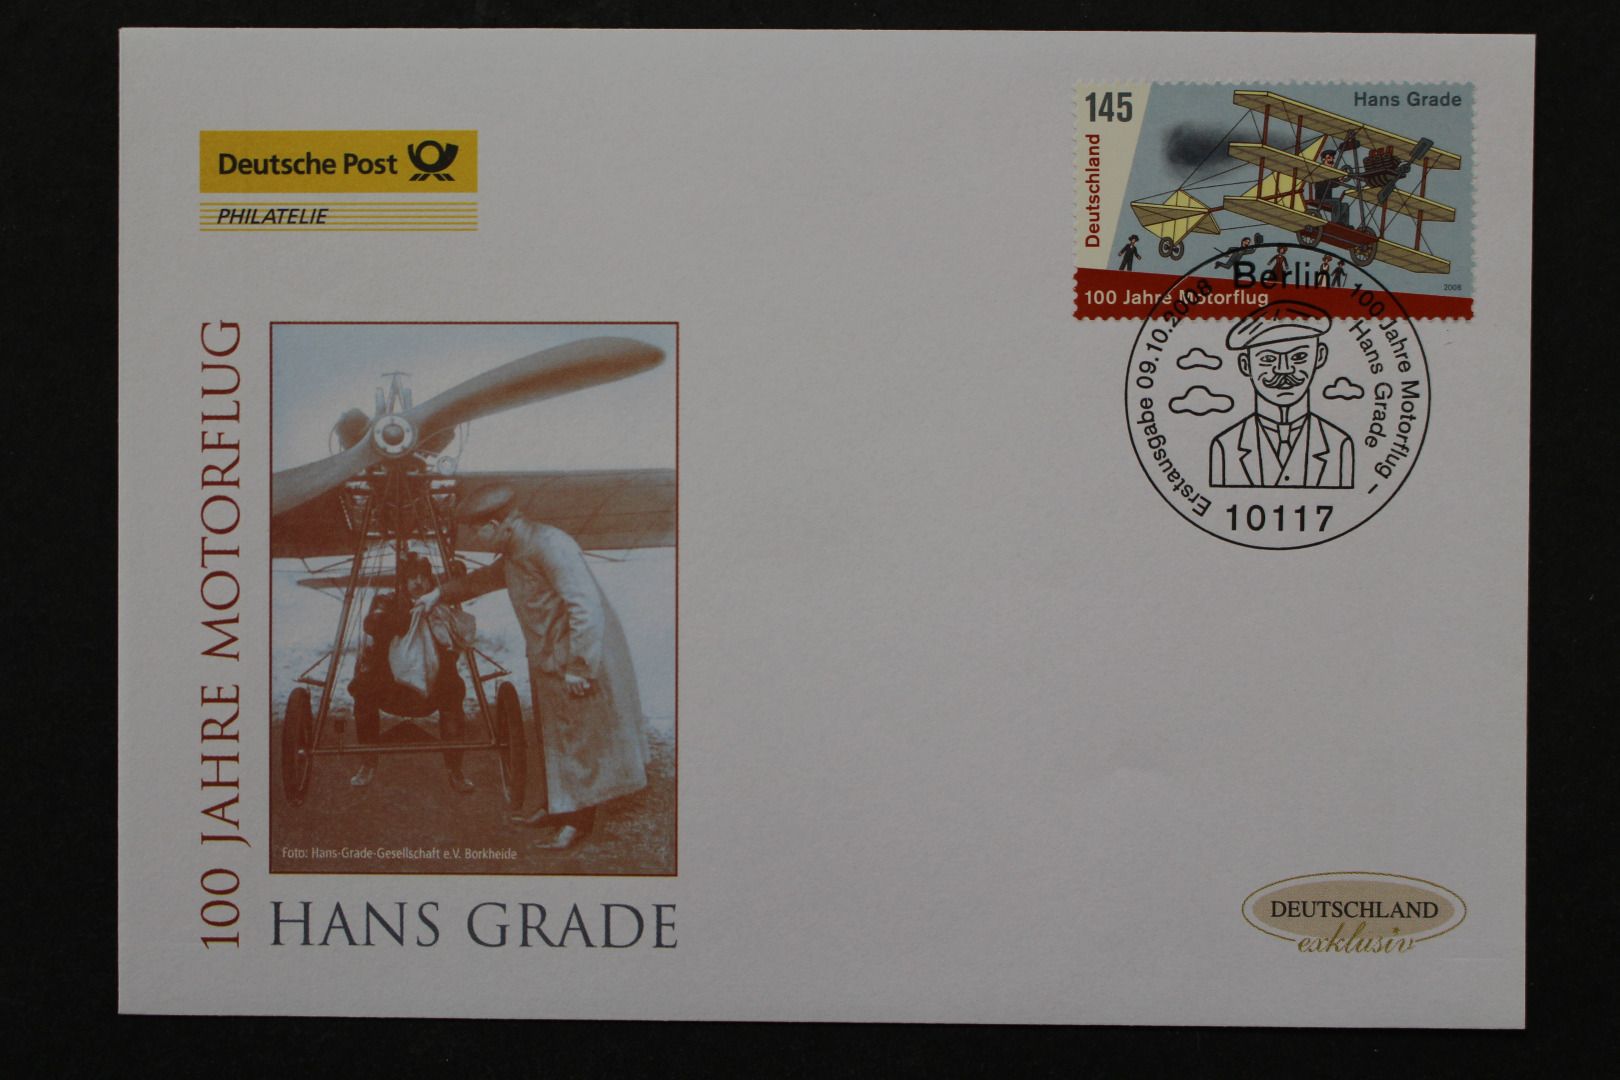 Deutsche Post
PHILATELIE
100 JAHRE MOTORFLUG
Foto: Hans-Grade-Gesellschaft e.V. Borkheide
HANS GRADE
145
Deutschland
Hans Grade
2008
100 Jahre Motorflug
Berlin
Erstausgabe 09.10.2008
100 Jahre Motorflug –
Hans Grade
10117
DEUTSCHLAND
exklusiv